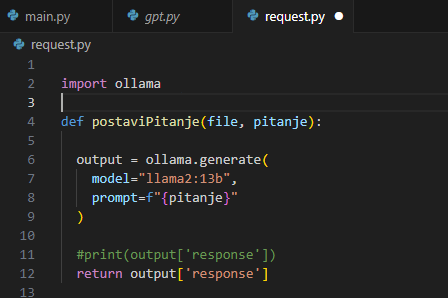 main.py gpt.py request.py
request.py
1
2 import ollama
3
4 def postaviPitanje(file, pitanje):
5
6 output = ollama.generate(
7 model="llama2:13b",
8 prompt=f"{pitanje}"
9 )
10
11 #print(output['response'])
12 return output['response']
13